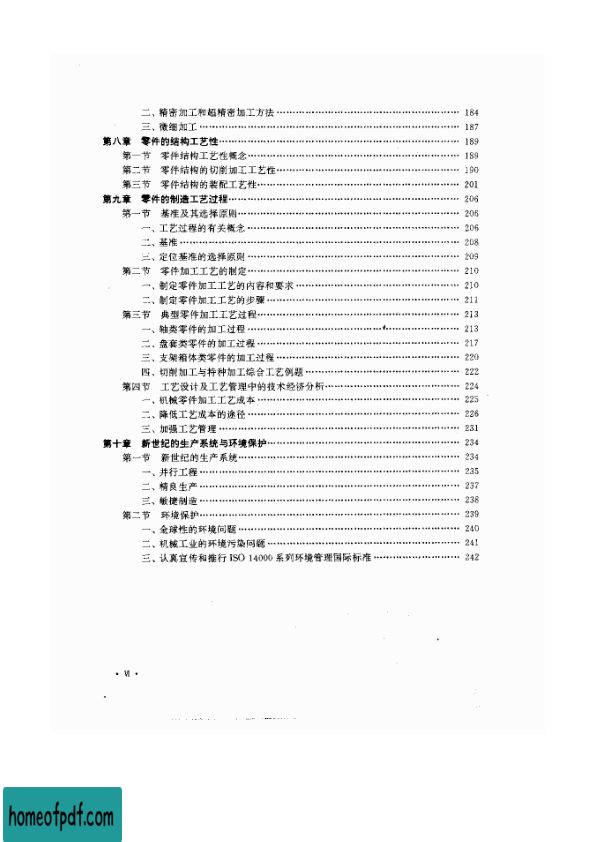 二、精密加工和超精密加工方法 …… 184
三、微细加工 …… 187
第八章 零件的结构工艺性 …… 189
第一节 零件结构工艺性概念 …… 189
第二节 零件结构的切削加工工艺性 …… 190
第三节 零件结构的装配工艺性 …… 201
第九章 零件的制造工艺过程 …… 206
第一节 基准及其选择原则 …… 206
一、工艺过程的有关概念 …… 206
二、基准 …… 208
三、定位基准的选择原则 …… 209
第二节 零件加工工艺的制定 …… 210
一、制定零件加工工艺的内容和要求 …… 210
二、制定零件加工工艺的步骤 …… 211
第三节 典型零件加工工艺过程 …… 213
一、轴类零件的加工过程 …… 213
二、盘套类零件的加工过程 …… 217
三、支架箱体类零件的加工过程 …… 220
四、切削加工与特种加工综合工艺例题 …… 222
第四节 工艺设计及工艺管理中的技术经济分析 …… 224
一、机械零件加工工艺成本 …… 225
二、降低工艺成本的途径 …… 226
三、加强工艺管理 …… 231
第十章 新世纪的生产系统与环境保护 …… 234
第一节 新世纪的生产系统 …… 234
一、并行工程 …… 235
二、精良生产 …… 237
三、敏捷制造 …… 238
第二节 环境保护 …… 239
一、全球性的环境问题 …… 240
二、机械工业的环境污染问题 …… 241
三、认真宣传和推行 ISO 14000 系列环境管理国际标准 …… 242
· Ⅵ ·
homeofpdf.com